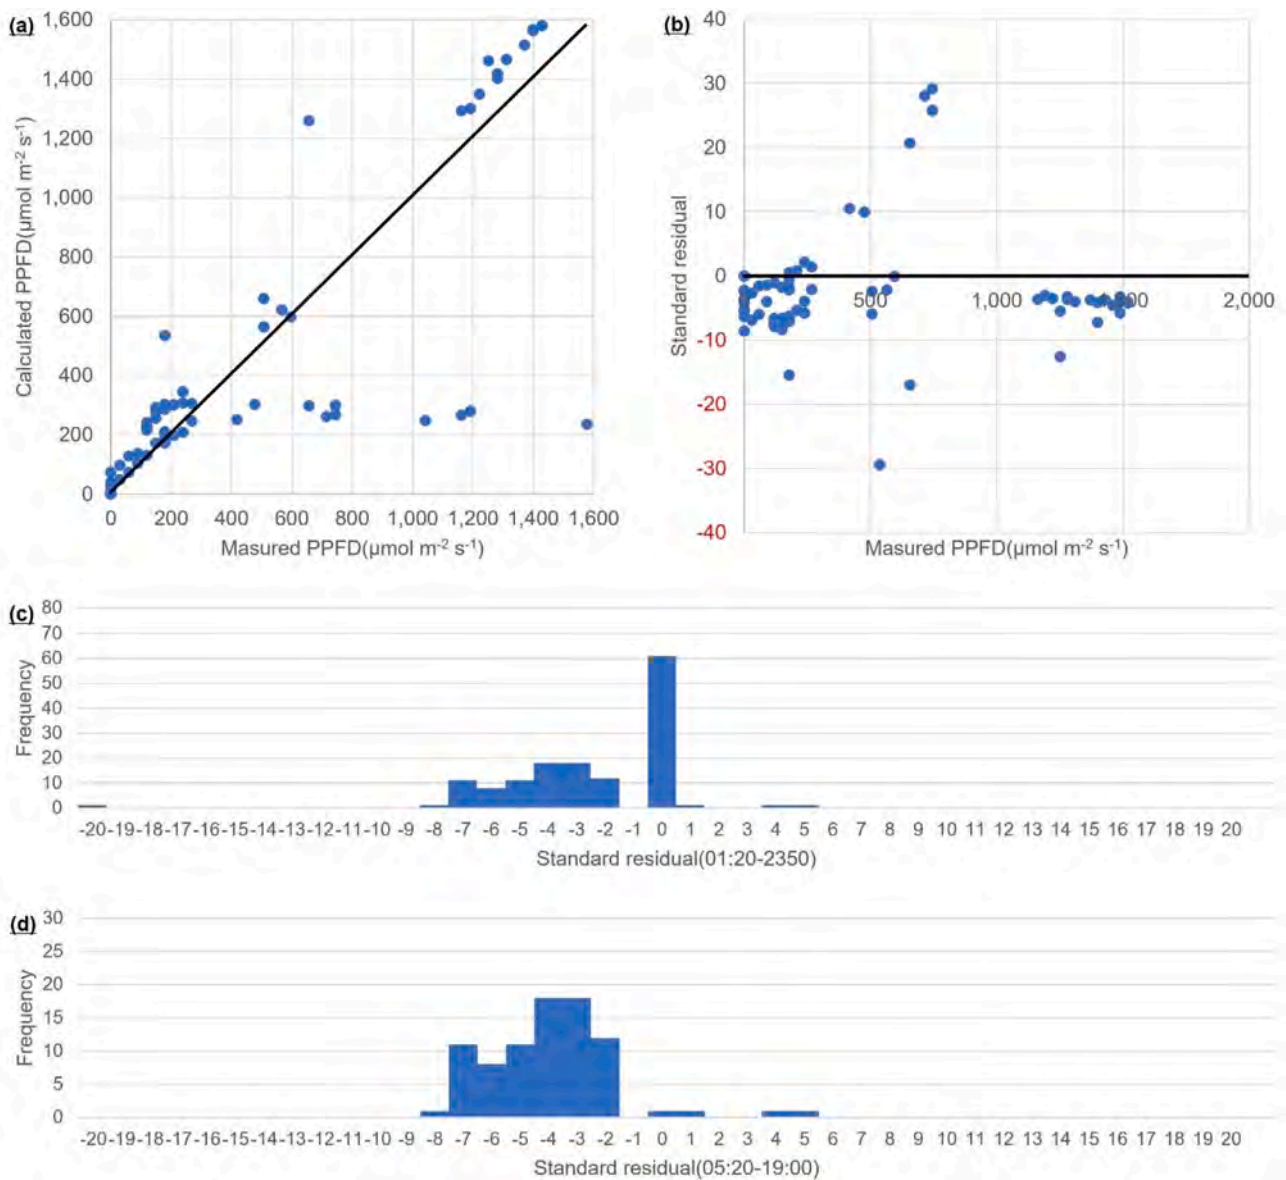 (a)
1,600
1,400
1,200
1,000
800
600
400
200
0
Calculated PPFD(µmol m⁻² s⁻¹)
0 200 400 600 800 1,000 1,200 1,400 1,600
Masured PPFD(µmol m⁻² s⁻¹)
(b)
40
30
20
10
0
-10
-20
-30
-40
Standard residual
500 1,000 1,500 2,000
Masured PPFD(µmol m⁻² s⁻¹)
(c)
80
70
60
50
40
30
20
10
0
Frequency
-20 -19 -18 -17 -16 -15 -14 -13 -12 -11 -10 -9 -8 -7 -6 -5 -4 -3 -2 -1 0 1 2 3 4 5 6 7 8 9 10 11 12 13 14 15 16 17 18 19 20
Standard residual(01:20-2350)
(d)
30
25
20
15
10
5
0
Frequency
-20 -19 -18 -17 -16 -15 -14 -13 -12 -11 -10 -9 -8 -7 -6 -5 -4 -3 -2 -1 0 1 2 3 4 5 6 7 8 9 10 11 12 13 14 15 16 17 18 19 20
Standard residual(05:20-19:00)